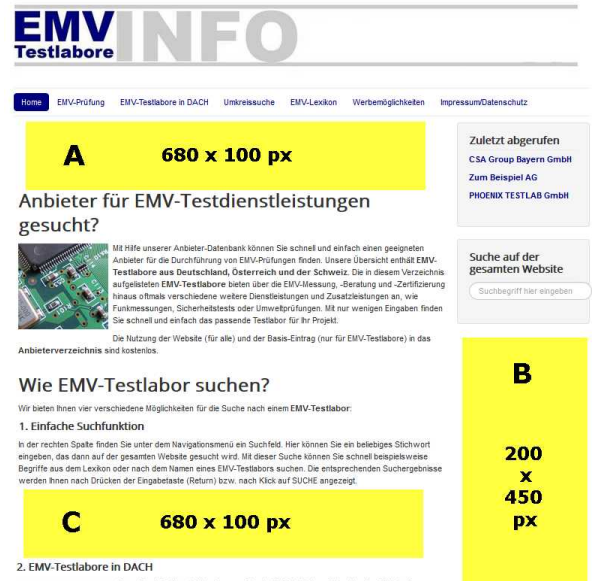 EMV INFO
Testlabore
Home EMV-Prüfung EMV-Testlabore in DACH Umkreissuche EMV-Lexikon Werbemöglichkeiten Impressum/Datenschutz
A 680 x 100 px
Anbieter für EMV-Testdienstleistungen
gesucht?
Mit Hilfe unserer Anbieter-Datenbank können Sie schnell und einfach einen geeigneten
Anbieter für die Durchführung von EMV-Prüfungen finden. Unsere Übersicht enthält EMV-
Testlabore aus Deutschland, Österreich und der Schweiz. Die in diesem Verzeichnis
aufgelisteten EMV-Testlabore bieten über die EMV-Messung, -Beratung und -Zertifizierung
hinaus oftmals verschiedene weitere Dienstleistungen und Zusatzleistungen an, wie
Funkmessungen, Sicherheitstests oder Umweltprüfungen. Mit nur wenigen Eingaben finden
Sie schnell und einfach das passende Testlabor für Ihr Projekt.
Die Nutzung der Website (für alle) und der Basis-Eintrag (nur für EMV-Testlabore) in das
Anbieterverzeichnis sind kostenlos.
Wie EMV-Testlabor suchen?
Wir bieten Ihnen vier verschiedene Möglichkeiten für die Suche nach einem EMV-Testlabor:
1. Einfache Suchfunktion
In der rechten Spalte finden Sie unter dem Navigationsmenü ein Suchfeld. Hier können Sie ein beliebiges Stichwort
eingeben, das dann auf der gesamten Website gesucht wird. Mit dieser Suche können Sie schnell beispielsweise
Begriffe aus dem Lexikon oder nach dem Namen eines EMV-Testlabors suchen. Die entsprechenden Suchergebnisse
werden Ihnen nach Drücken der Eingabetaste (Return) bzw. nach Klick auf SUCHE angezeigt.
C 680 x 100 px
2. EMV-Testlabore in DACH
Zuletzt abgerufen
CSA Group Bayern GmbH
Zum Beispiel AG
PHOENIX TESTLAB GmbH
Suche auf der
gesamten Website
Suchbegriff hier eingeben
B
200
x
450
px